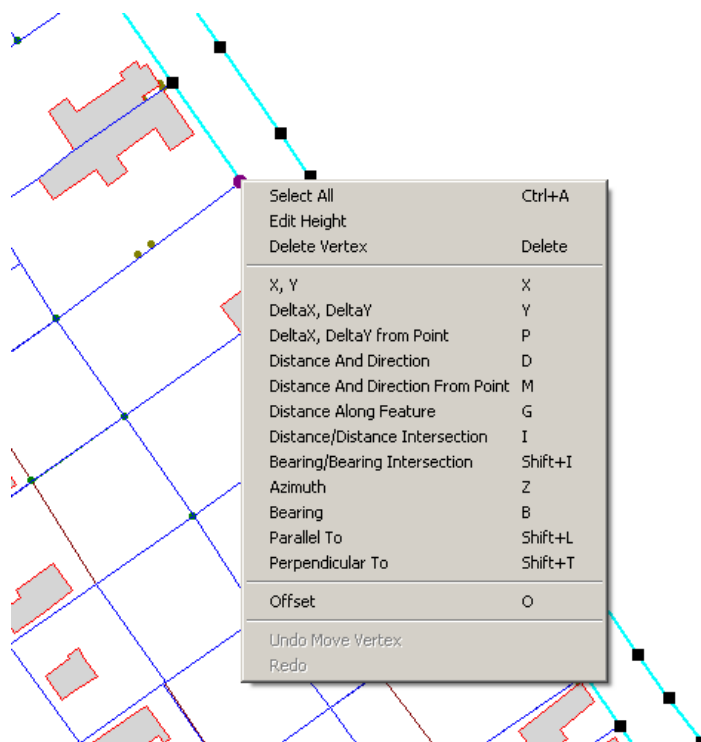 Select All Ctrl+A
Edit Height
Delete Vertex Delete
X, Y X
DeltaX, DeltaY Y
DeltaX, DeltaY from Point P
Distance And Direction D
Distance And Direction From Point M
Distance Along Feature G
Distance/Distance Intersection I
Bearing/Bearing Intersection Shift+I
Azimuth Z
Bearing B
Parallel To Shift+L
Perpendicular To Shift+T
Offset O
Undo Move Vertex
Redo